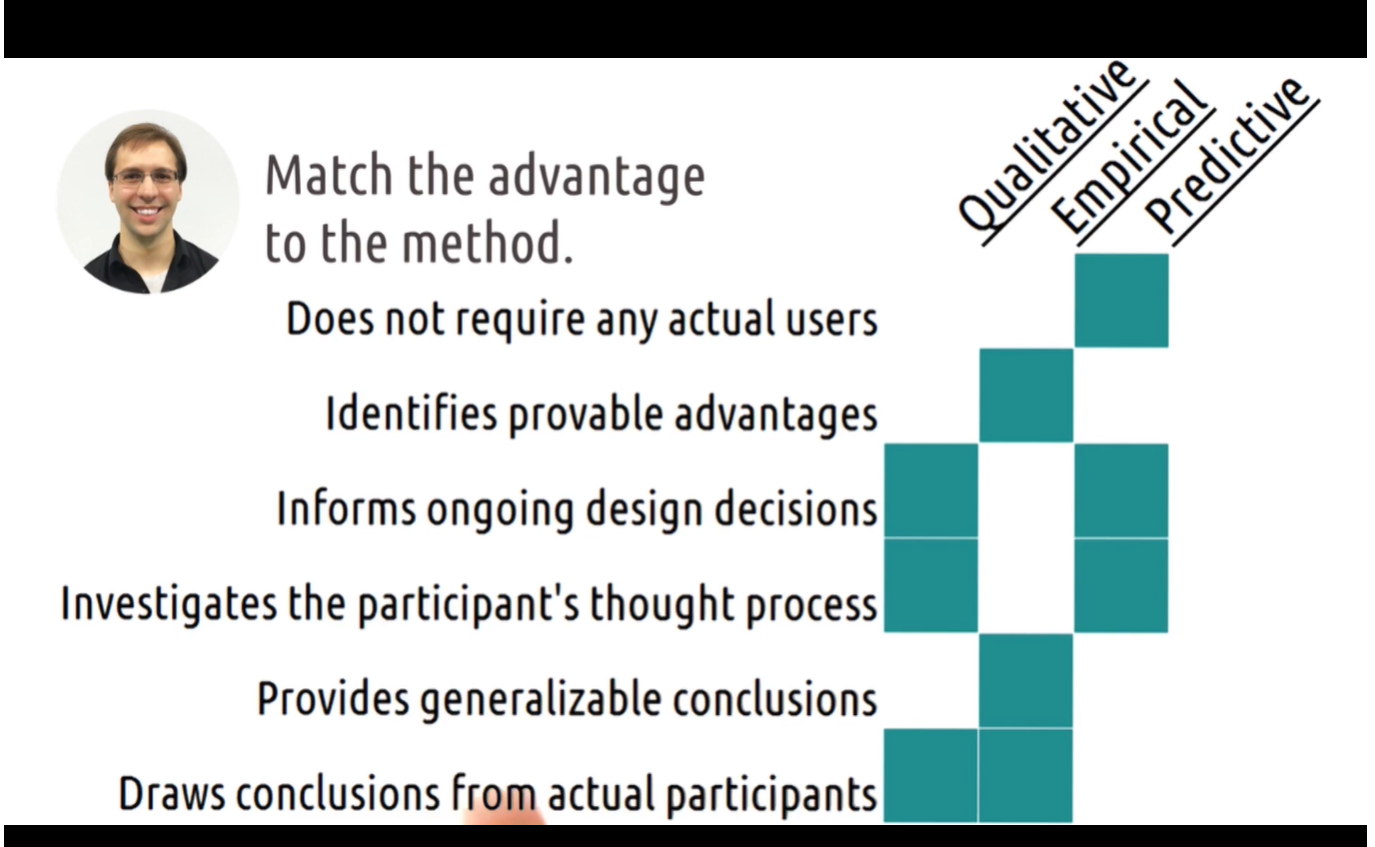 Qualitative
Empirical
Predictive
Match the advantage
to the method.
Does not require any actual users
Identifies provable advantages
Informs ongoing design decisions
Investigates the participant's thought process
Provides generalizable conclusions
Draws conclusions from actual participants